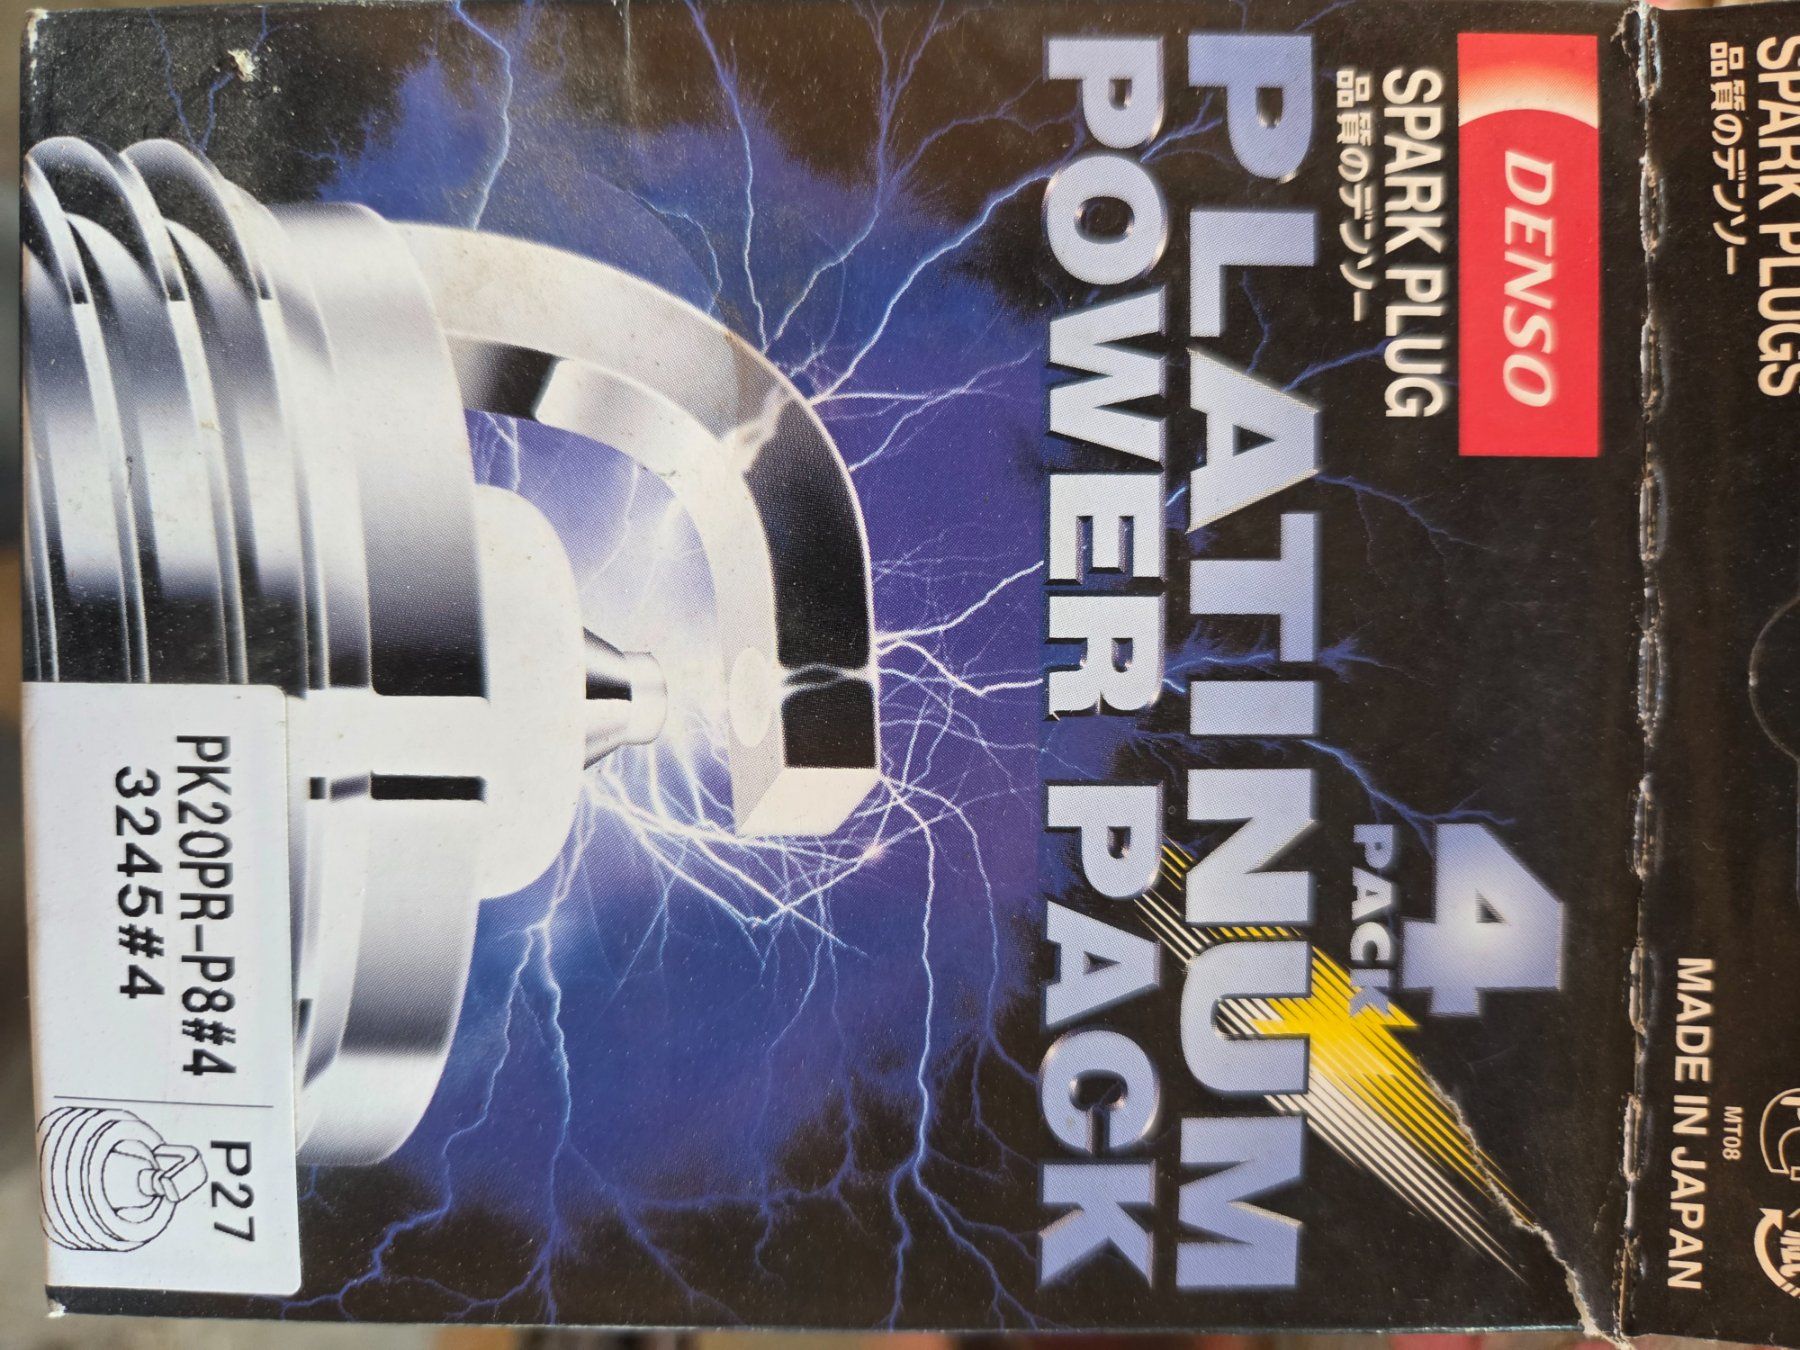 SPARK PLUGS
品質のデンソー
MT08
MADE IN JAPAN
DENSO
SPARK PLUG
品質のデンソー
4
PACK
PLATINUM
POWER PACK
PK20PR-P8#4
3245#4
P27